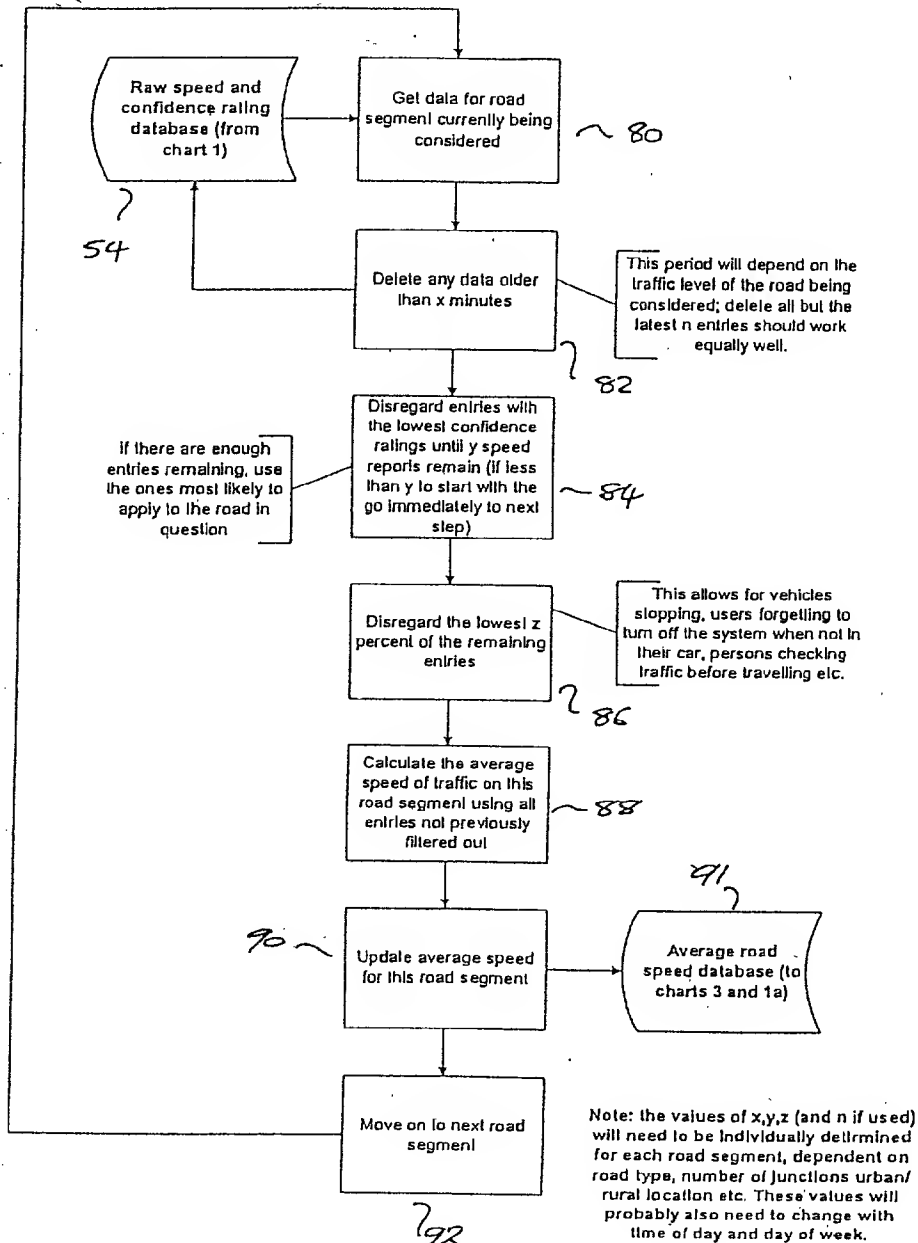 Raw speed and
confidence rating
database (from
chart 1)
54
Get data for road
segment currently being
considered
80
Delete any data older
than x minutes
82
This period will depend on the
traffic level of the road being
considered; delete all but the
latest n entries should work
equally well.
Disregard entries with
the lowest confidence
ratings until y speed
reports remain (if less
than y to start with the
go immediately to next
step)
84
if there are enough
entries remaining, use
the ones most likely to
apply to the road in
question
Disregard the lowest z
percent of the remaining
entries
86
This allows for vehicles
stopping, users forgetting to
turn off the system when not in
their car, persons checking
traffic before travelling etc.
Calculate the average
speed of traffic on this
road segment using all
entries not previously
filtered out
88
90
Update average speed
for this road segment
91
Average road
speed database (to
charts 3 and 1a)
Move on to next road
segment
92
Note: the values of x,y,z (and n if used)
will need to be individually detirmined
for each road segment, dependent on
road type, number of junctions urban/
rural location etc. These values will
probably also need to change with
time of day and day of week.